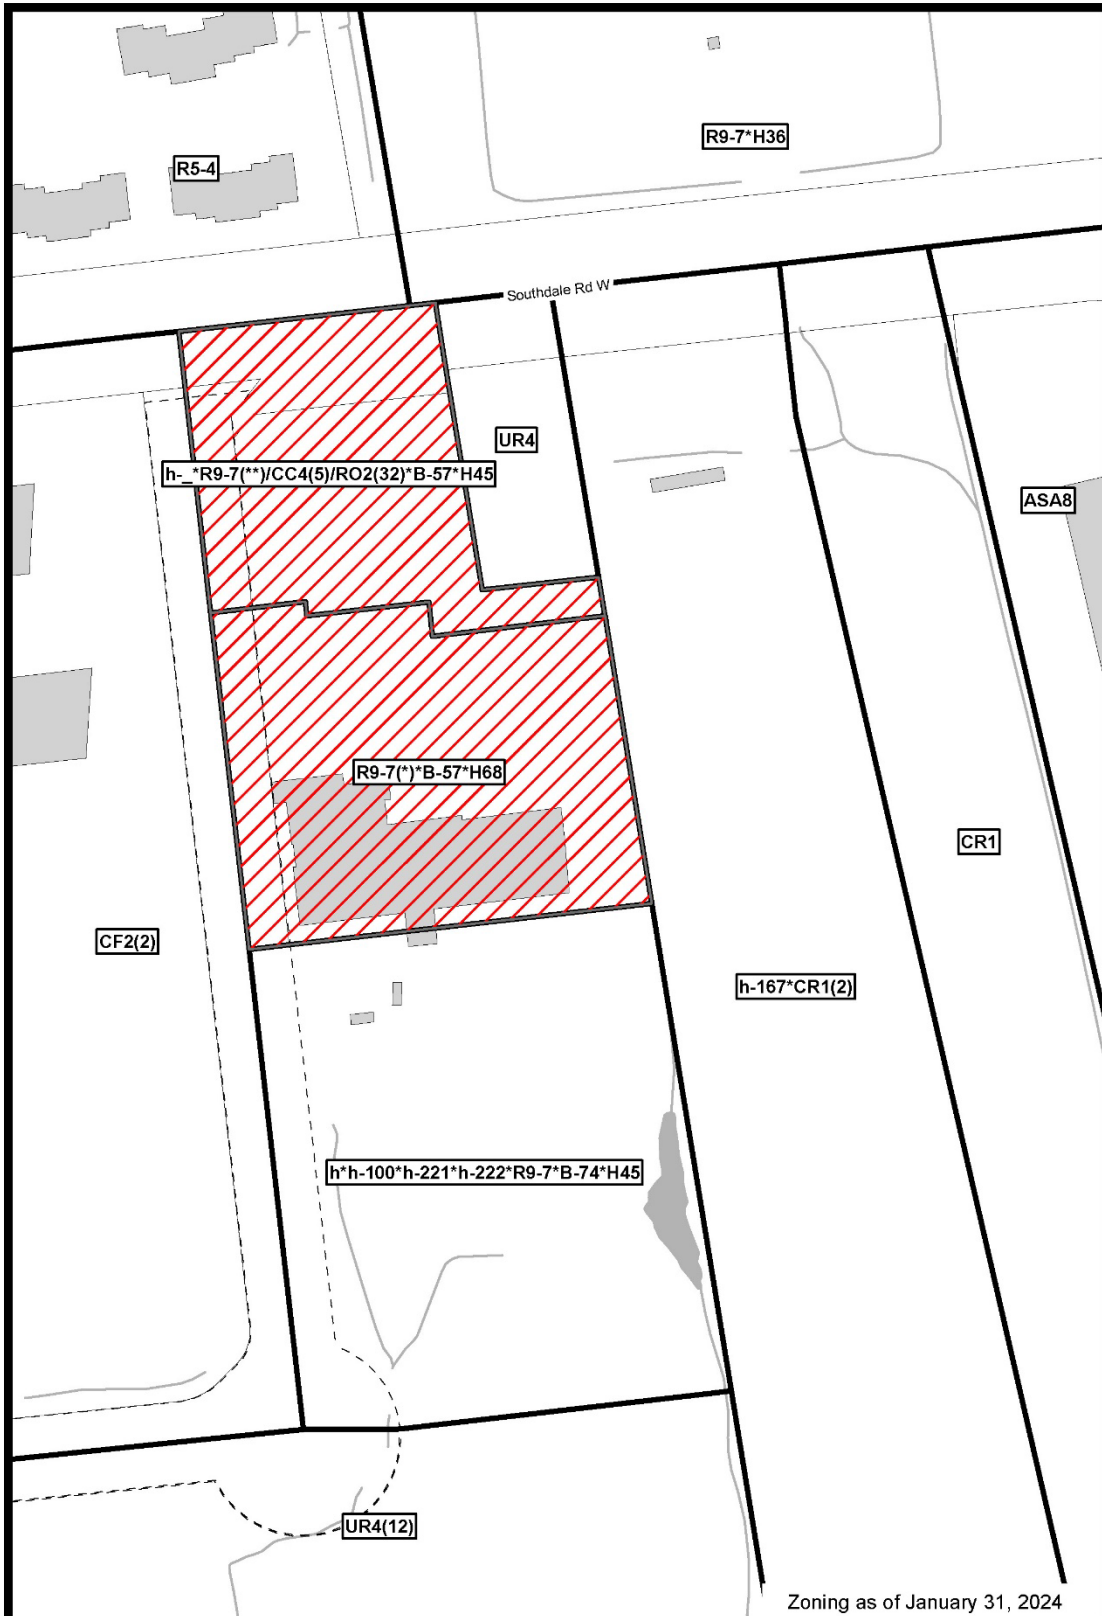 R9-7*H36
R5-4
Southdale Rd W
UR4
h-_*R9-7(**)/CC4(5)/RO2(32)*B-57*H45
ASA8
R9-7(*)*B-57*H68
CR1
CF2(2)
h-167*CR1(2)
h*h-100*h-221*h-222*R9-7*B-74*H45
UR4(12)
Zoning as of January 31, 2024